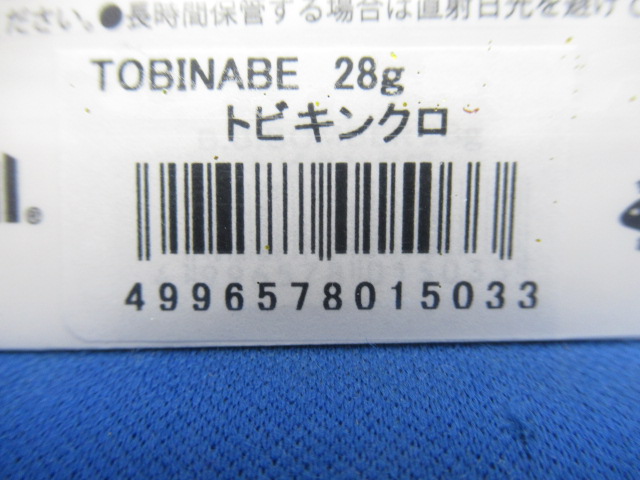 ださい。●長時間保管する場合は直射日光を避けて
TOBINABE 28g
トビキンクロ
®
4996578015033